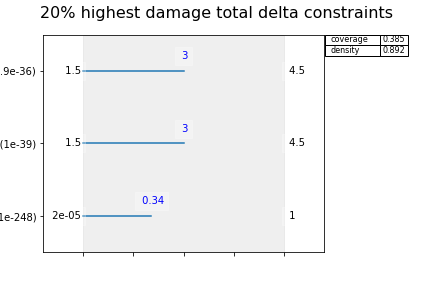 20% highest damage total delta constraints
coverage 0.385
density 0.892
3
.9e-36) 1.5 4.5
3
(1e-39) 1.5 4.5
0.34
1e-248) 2e-05 1